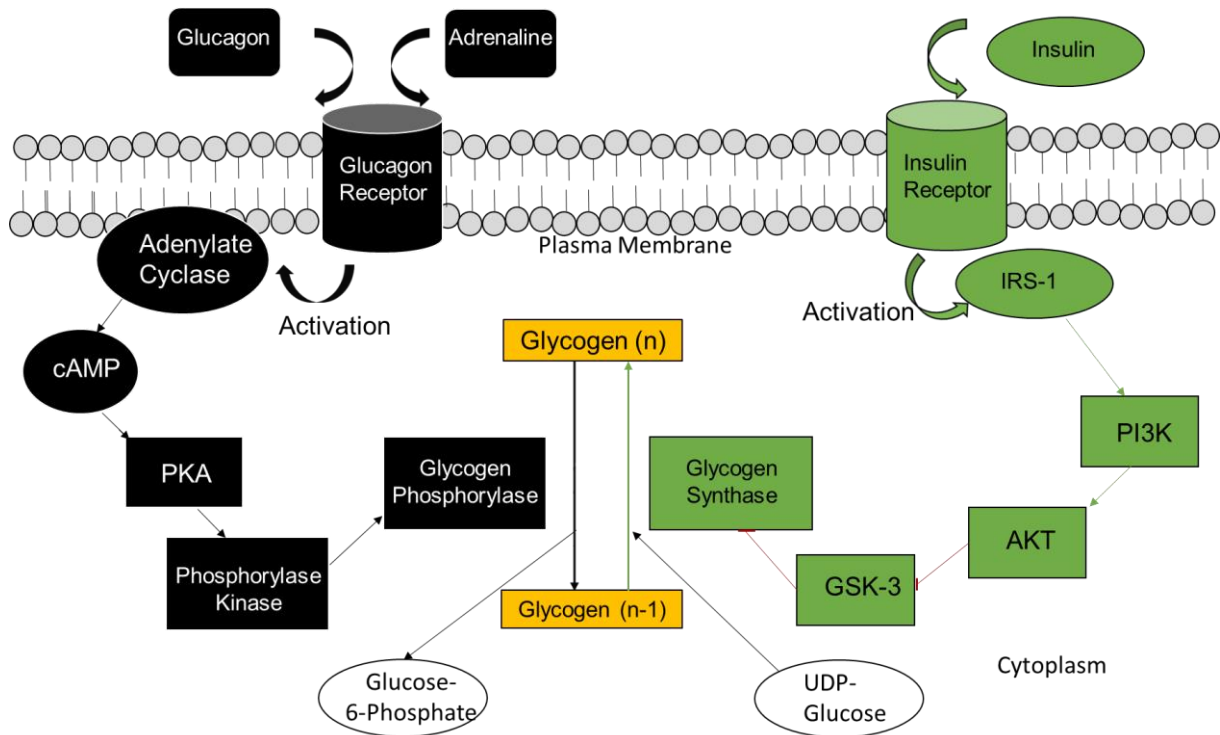 Glucagon
Adrenaline
Insulin
Glucagon
Receptor
Insulin
Receptor
Plasma Membrane
Adenylate
Cyclase
Activation
IRS-1
Activation
Glycogen (n)
cAMP
PI3K
PKA
Glycogen
Phosphorylase
Glycogen
Synthase
AKT
Phosphorylase
Kinase
GSK-3
Glycogen (n-1)
Cytoplasm
Glucose-
6-Phosphate
UDP-
Glucose